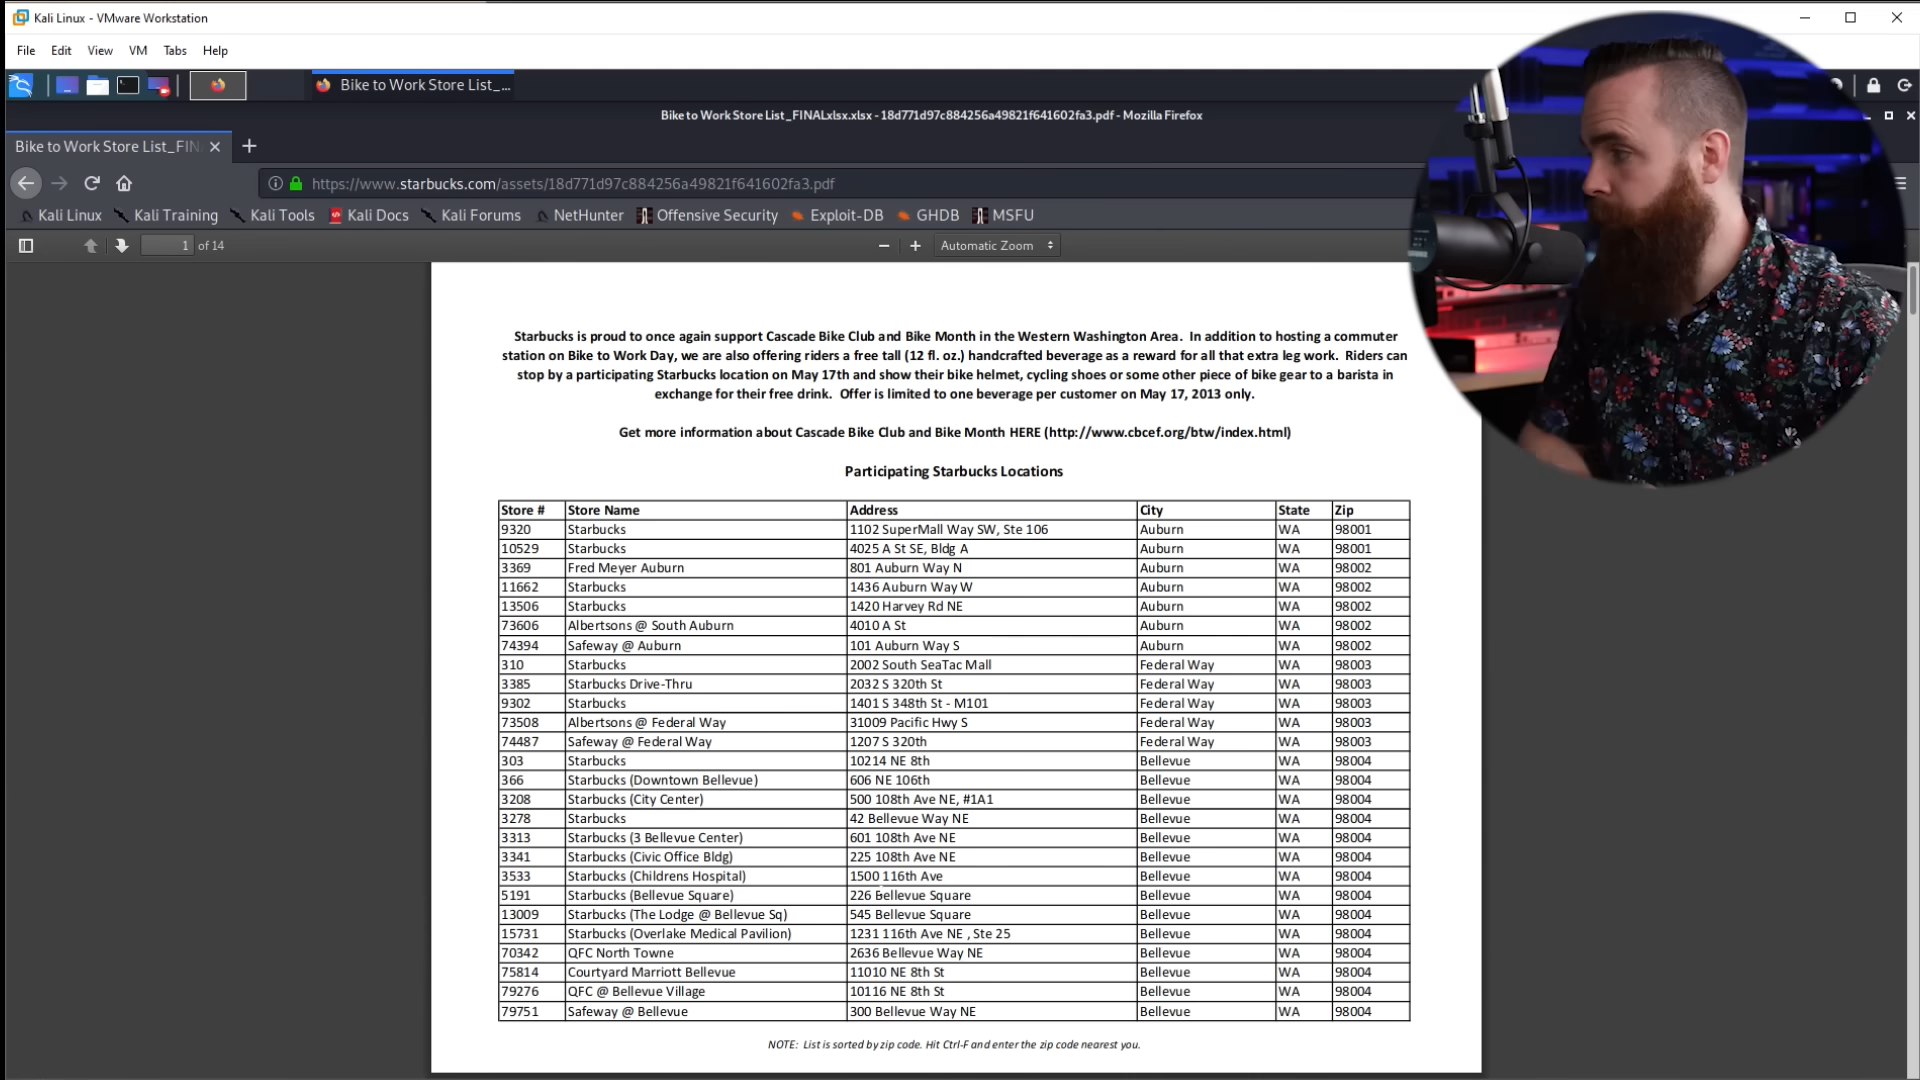 Kali Linux - VMware Workstation
File Edit View VM Tabs Help
Bike to Work Store List_...
Bike to Work Store List_FINALxlsx.xlsx - 18d771d97c884256a49821f641602fa3.pdf - Mozilla Firefox
Bike to Work Store List_FIN
https://www.starbucks.com/assets/18d771d97c884256a49821f641602fa3.pdf
Kali Linux Kali Training Kali Tools Kali Docs Kali Forums NetHunter Offensive Security Exploit-DB GHDB MSFU
1 of 14 Automatic Zoom
Starbucks is proud to once again support Cascade Bike Club and Bike Month in the Western Washington Area. In addition to hosting a commuter
station on Bike to Work Day, we are also offering riders a free tall (12 fl. oz.) handcrafted beverage as a reward for all that extra leg work. Riders can
stop by a participating Starbucks location on May 17th and show their bike helmet, cycling shoes or some other piece of bike gear to a barista in
exchange for their free drink. Offer is limited to one beverage per customer on May 17, 2013 only.
Get more information about Cascade Bike Club and Bike Month HERE (http://www.cbcef.org/btw/index.html)
Participating Starbucks Locations
Store # Store Name Address City State Zip
9320 Starbucks 1102 SuperMall Way SW, Ste 106 Auburn WA 98001
10529 Starbucks 4025 A St SE, Bldg A Auburn WA 98001
3369 Fred Meyer Auburn 801 Auburn Way N Auburn WA 98002
11662 Starbucks 1436 Auburn Way W Auburn WA 98002
13506 Starbucks 1420 Harvey Rd NE Auburn WA 98002
73606 Albertsons @ South Auburn 4010 A St Auburn WA 98002
74394 Safeway @ Auburn 101 Auburn Way S Auburn WA 98002
310 Starbucks 2002 South SeaTac Mall Federal Way WA 98003
3385 Starbucks Drive-Thru 2032 S 320th St Federal Way WA 98003
9302 Starbucks 1401 S 348th St - M101 Federal Way WA 98003
73508 Albertsons @ Federal Way 31009 Pacific Hwy S Federal Way WA 98003
74487 Safeway @ Federal Way 1207 S 320th Federal Way WA 98003
303 Starbucks 10214 NE 8th Bellevue WA 98004
366 Starbucks (Downtown Bellevue) 606 NE 106th Bellevue WA 98004
3208 Starbucks (City Center) 500 108th Ave NE, #1A1 Bellevue WA 98004
3278 Starbucks 42 Bellevue Way NE Bellevue WA 98004
3313 Starbucks (3 Bellevue Center) 601 108th Ave NE Bellevue WA 98004
3341 Starbucks (Civic Office Bldg) 225 108th Ave NE Bellevue WA 98004
3533 Starbucks (Childrens Hospital) 1500 116th Ave Bellevue WA 98004
5191 Starbucks (Bellevue Square) 226 Bellevue Square Bellevue WA 98004
13009 Starbucks (The Lodge @ Bellevue Sq) 545 Bellevue Square Bellevue WA 98004
15731 Starbucks (Overlake Medical Pavilion) 1231 116th Ave NE , Ste 25 Bellevue WA 98004
70342 QFC North Towne 2636 Bellevue Way NE Bellevue WA 98004
75814 Courtyard Marriott Bellevue 11010 NE 8th St Bellevue WA 98004
79276 QFC @ Bellevue Village 10116 NE 8th St Bellevue WA 98004
79751 Safeway @ Bellevue 300 Bellevue Way NE Bellevue WA 98004
NOTE: List is sorted by zip code. Hit Ctrl-F and enter the zip code nearest you.